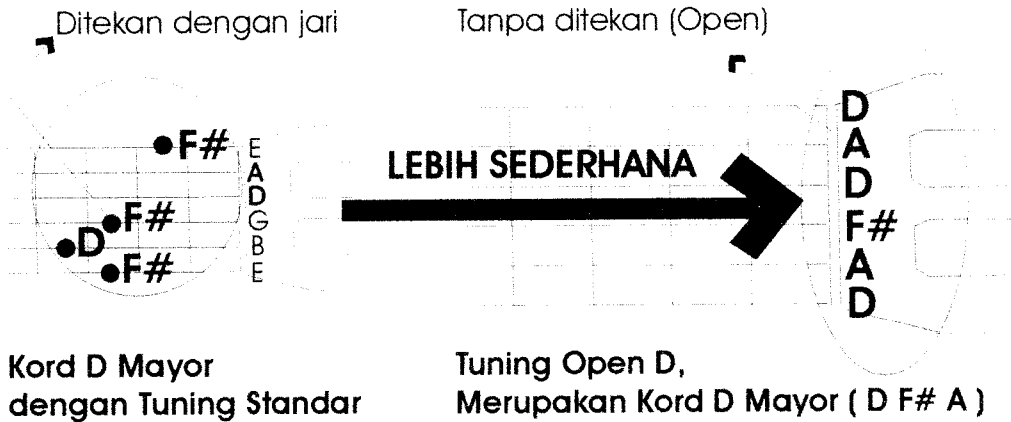 Ditekan dengan jari
Tanpa ditekan (Open)
F#
F#
D
F#
E
A
D
G
B
E
LEBIH SEDERHANA
D
A
D
F#
A
D
Kord D Mayor
dengan Tuning Standar
Tuning Open D,
Merupakan Kord D Mayor ( D F# A )